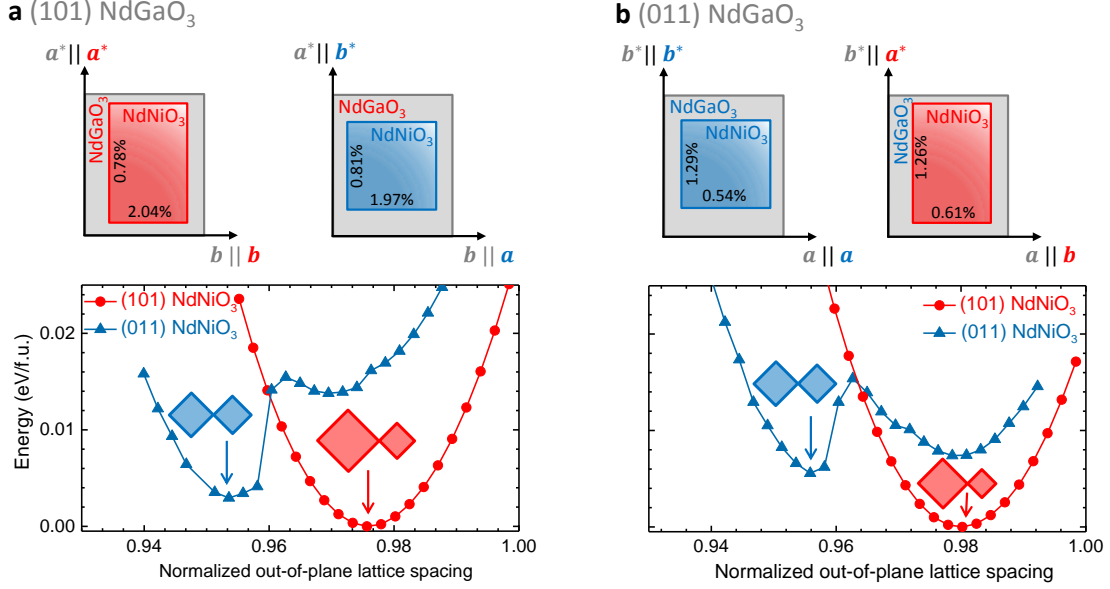 a (101) NdGaO₃
a*|| a*
NdGaO₃
NdNiO₃
0.78%
2.04%
b || b
a*|| b*
NdGaO₃
NdNiO₃
0.81%
1.97%
b || a
b (011) NdGaO₃
b*|| b*
NdGaO₃
NdNiO₃
1.29%
0.54%
a || a
b*|| a*
NdGaO₃
NdNiO₃
1.26%
0.61%
a || b
(101) NdNiO₃
(011) NdNiO₃
Energy (eV/f.u.)
0.02
0.01
0.00
0.94
0.96
0.98
1.00
Normalized out-of-plane lattice spacing
(101) NdNiO₃
(011) NdNiO₃
0.94
0.96
0.98
1.00
Normalized out-of-plane lattice spacing